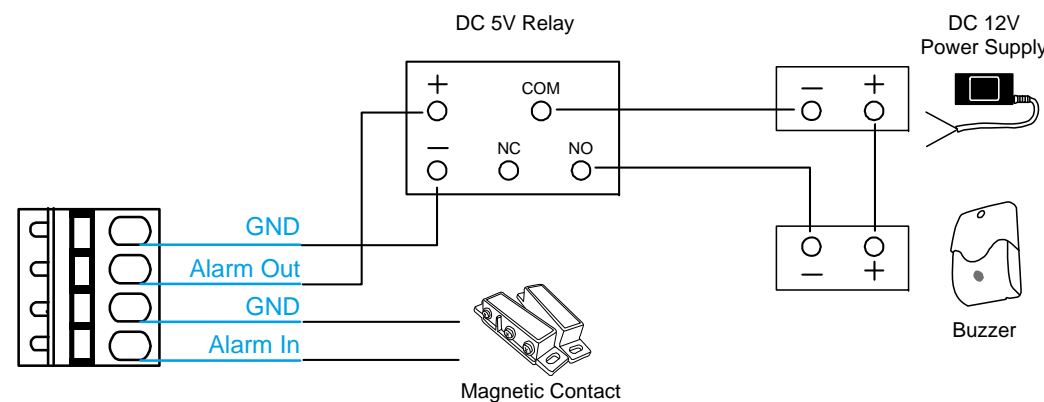 DC 5V Relay
DC 12V
Power Supply
+
COM
−
+
−
NC
NO
GND
Alarm Out
GND
Alarm In
−
+
Magnetic Contact
Buzzer